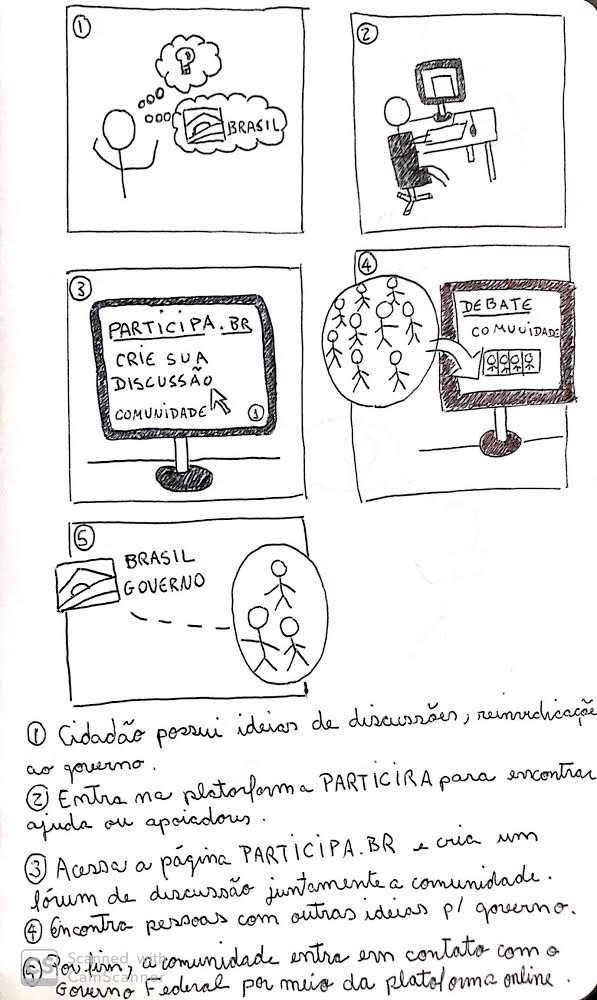 ①
BRASIL
②
③
PARTICIPA.BR
CRIE SUA
DISCUSSÃO
COMUNIDADE ①
④
DEBATE
COMUUIDADE
⑤
BRASIL
GOVERNO
① Cidadão possui ideias de discussões, reinvidicaçõe
ao governo.
② Entra na platorforma PARTICIRA para encontrar
ajuda ou apoiadores.
③ Acessa a página PARTICIPA.BR e cria um
fórum de discussão juntamente a comunidade.
④ Encontra pessoas com outras ideias p/ governo.
⑤ Por fim, a comunidade entra em contato com o
Governo Federal por meio da plataforma online.
CS Scanned with
CamScanner